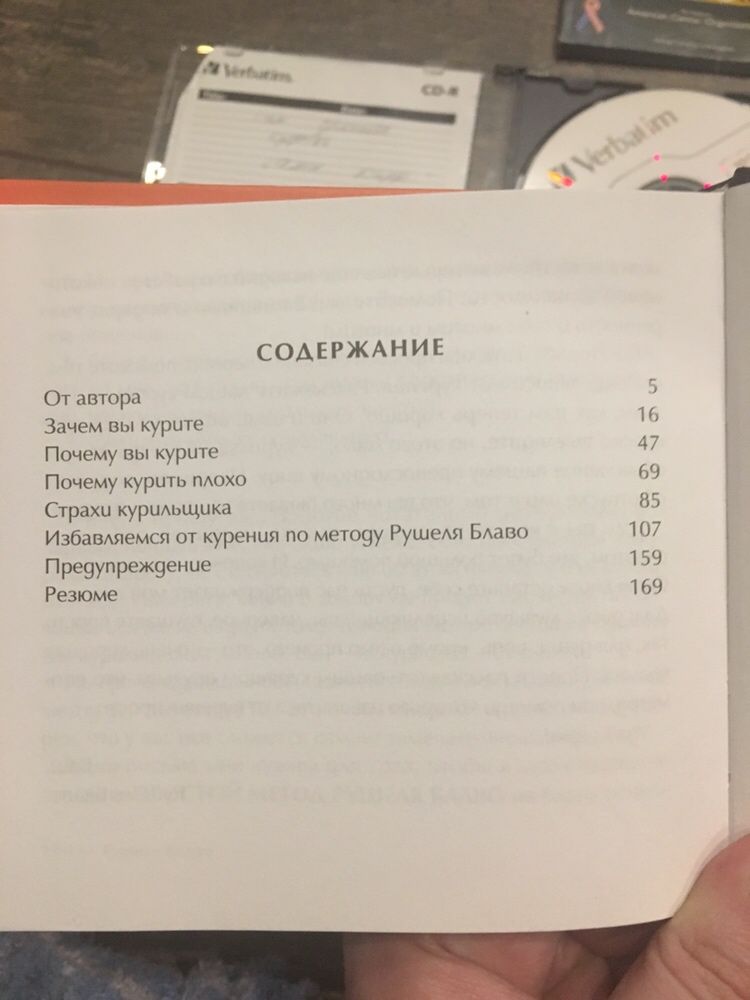 Verbatim
CD-R
Verbatim
СОДЕРЖАНИЕ
От автора 5
Зачем вы курите 16
Почему вы курите 47
Почему курить плохо 69
Страхи курильщика 85
Избавляемся от курения по методу Рушеля Блаво 107
Предупреждение 159
Резюме 169